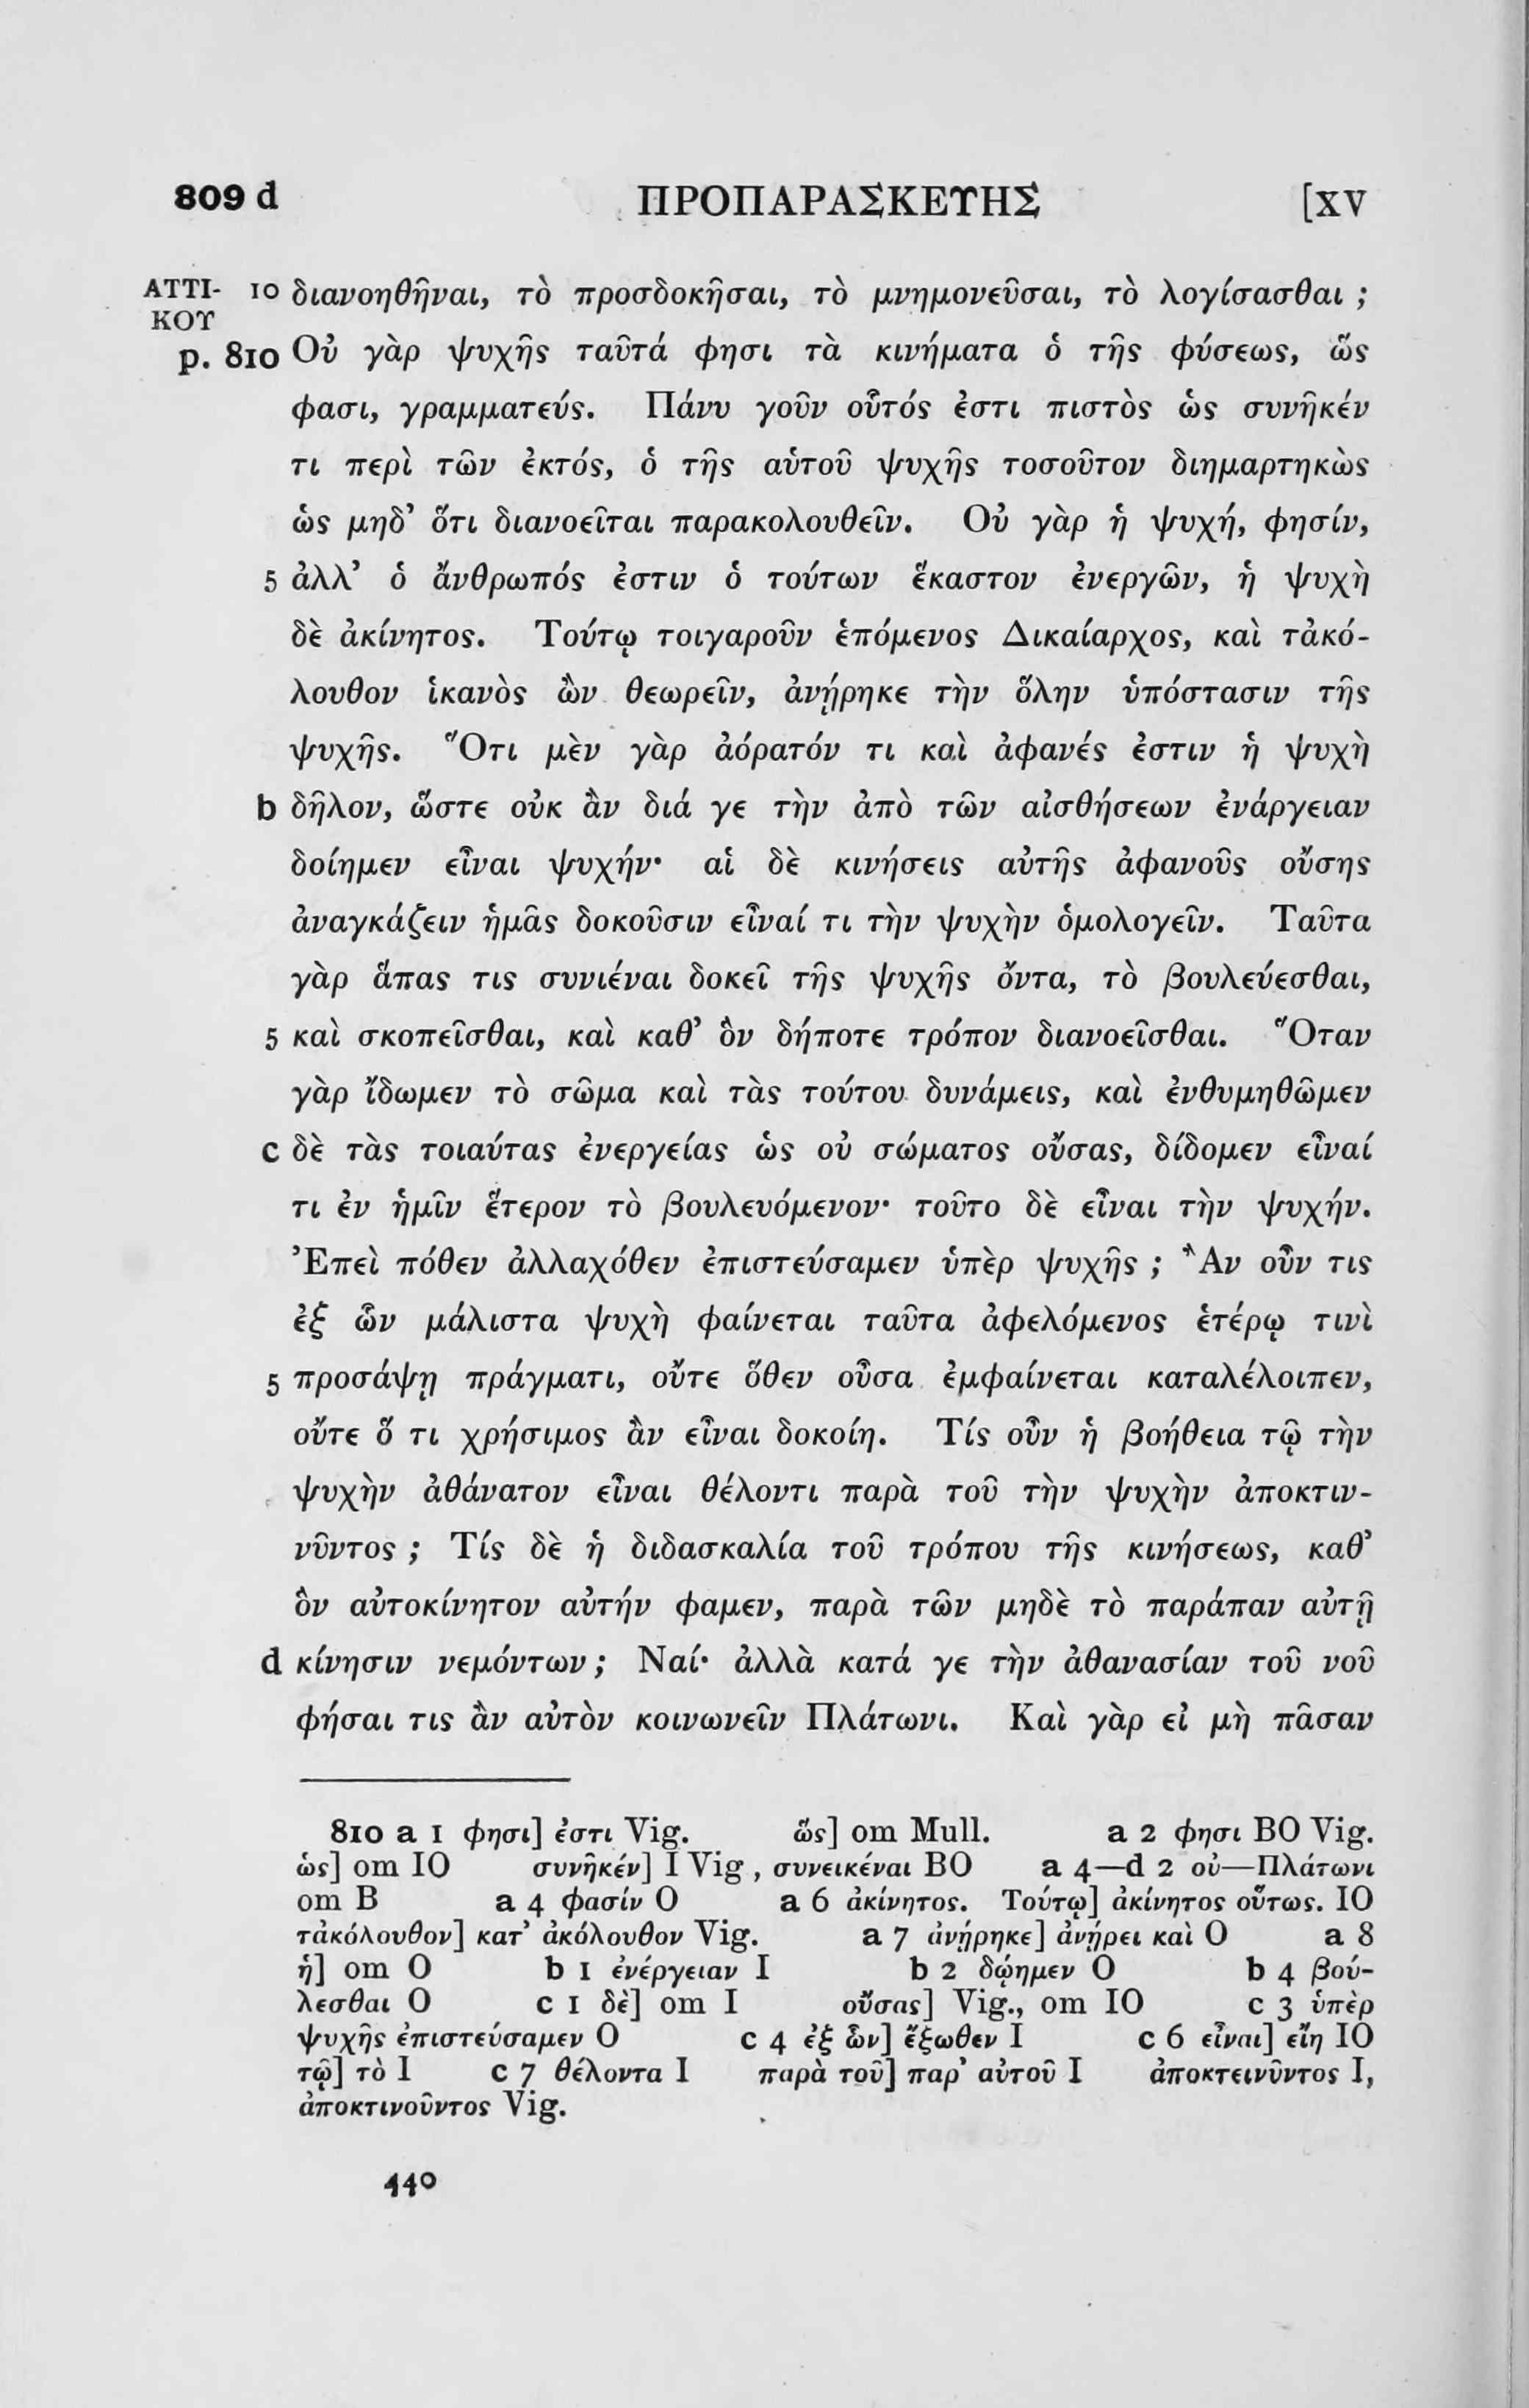 809 d ΠΡΟΠΑΡΑΣΚΕΥΗΣ [XV
ΑΤΤΙ- 10 διανοηθῆναι, τὸ προσδοκῆσαι, τὸ μνημονεῦσαι, τὸ λογίσασθαι ;
ΚΟΥ
p. 810 Οὐ γὰρ ψυχῆς ταῦτά φησι τὰ κινήματα ὁ τῆς φύσεως, ὥς
φασι, γραμματεύς. Πάνυ γοῦν οὗτός ἐστι πιστὸς ὡς συνῆκέν
τι περὶ τῶν ἐκτός, ὁ τῆς αὑτοῦ ψυχῆς τοσοῦτον διημαρτηκὼς
ὡς μηδ’ ὅτι διανοεῖται παρακολουθεῖν. Οὐ γὰρ ἡ ψυχή, φησίν,
5 ἀλλ’ ὁ ἄνθρωπός ἐστιν ὁ τούτων ἕκαστον ἐνεργῶν, ἡ ψυχὴ
δὲ ἀκίνητος. Τούτῳ τοιγαροῦν ἑπόμενος Δικαίαρχος, καὶ τἀκό-
λουθον ἱκανὸς ὢν θεωρεῖν, ἀνῄρηκε τὴν ὅλην ὑπόστασιν τῆς
ψυχῆς. Ὅτι μὲν γὰρ ἀόρατόν τι καὶ ἀφανές ἐστιν ἡ ψυχὴ
b δῆλον, ὥστε οὐκ ἂν διά γε τὴν ἀπὸ τῶν αἰσθήσεων ἐνάργειαν
δοίημεν εἶναι ψυχήν· αἱ δὲ κινήσεις αὐτῆς ἀφανοῦς οὔσης
ἀναγκάζειν ἡμᾶς δοκοῦσιν εἶναί τι τὴν ψυχὴν ὁμολογεῖν. Ταῦτα
γὰρ ἅπας τις συνιέναι δοκεῖ τῆς ψυχῆς ὄντα, τὸ βουλεύεσθαι,
5 καὶ σκοπεῖσθαι, καὶ καθ’ ὃν δήποτε τρόπον διανοεῖσθαι. Ὅταν
γὰρ ἴδωμεν τὸ σῶμα καὶ τὰς τούτου δυνάμεις, καὶ ἐνθυμηθῶμεν
c δὲ τὰς τοιαύτας ἐνεργείας ὡς οὐ σώματος οὔσας, δίδομεν εἶναί
τι ἐν ἡμῖν ἕτερον τὸ βουλευόμενον· τοῦτο δὲ εἶναι τὴν ψυχήν.
Ἐπεὶ πόθεν ἀλλαχόθεν ἐπιστεύσαμεν ὑπὲρ ψυχῆς ; Ἂν οὖν τις
ἐξ ὧν μάλιστα ψυχὴ φαίνεται ταῦτα ἀφελόμενος ἑτέρῳ τινὶ
5 προσάψῃ πράγματι, οὔτε ὅθεν οὖσα ἐμφαίνεται καταλέλοιπεν,
οὔτε ὅ τι χρήσιμος ἂν εἶναι δοκοίη. Τίς οὖν ἡ βοήθεια τῷ τὴν
ψυχὴν ἀθάνατον εἶναι θέλοντι παρὰ τοῦ τὴν ψυχὴν ἀποκτιν-
νῦντος ; Τίς δὲ ἡ διδασκαλία τοῦ τρόπου τῆς κινήσεως, καθ’
ὃν αὐτοκίνητον αὐτήν φαμεν, παρὰ τῶν μηδὲ τὸ παράπαν αὐτῇ
d κίνησιν νεμόντων ; Ναί· ἀλλὰ κατά γε τὴν ἀθανασίαν τοῦ νοῦ
φήσαι τις ἂν αὐτὸν κοινωνεῖν Πλάτωνι. Καὶ γὰρ εἰ μὴ πᾶσαν
810 a 1 φησι] ἐστι Vig. ὥς] om Mull. a 2 φησι BO Vig.
ὡς] om IO συνῆκέν] I Vig, συνεικέναι BO a 4—d 2 οὐ—Πλάτωνι
om B a 4 φασίν O a 6 ἀκίνητος. Τούτῳ] ἀκίνητος οὕτως. IO
τἀκόλουθον] κατ’ ἀκόλουθον Vig. a 7 ἀνῄρηκε] ἀνῄρει καὶ O a 8
ἡ] om O b 1 ἐνέργειαν I b 2 δῴημεν O b 4 βού-
λεσθαι O c 1 δὲ] om I οὔσας] Vig., om IO c 3 ὑπὲρ
ψυχῆς ἐπιστεύσαμεν O c 4 ἐξ ὧν] ἔξωθεν I c 6 εἶναι] εἴη IO
τῷ] τὸ I c 7 θέλοντα I παρὰ τοῦ] παρ’ αὐτοῦ I ἀποκτεινῦντος I,
ἀποκτινοῦντος Vig.
440